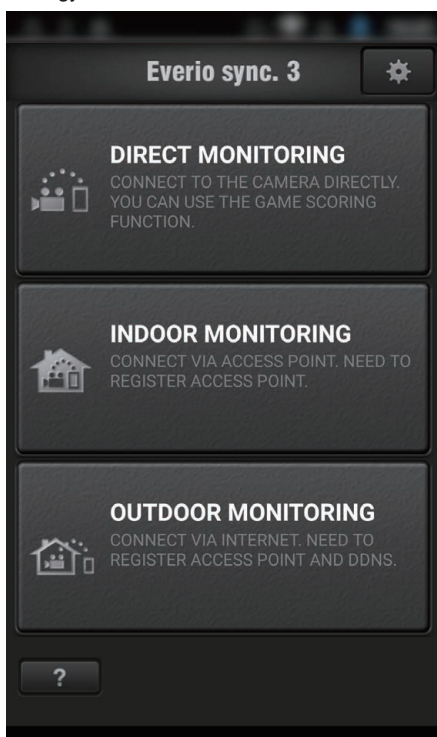 Everio sync. 3
DIRECT MONITORING
CONNECT TO THE CAMERA DIRECTLY.
YOU CAN USE THE GAME SCORING
FUNCTION.
INDOOR MONITORING
CONNECT VIA ACCESS POINT. NEED TO
REGISTER ACCESS POINT.
OUTDOOR MONITORING
CONNECT VIA INTERNET. NEED TO
REGISTER ACCESS POINT AND DDNS.
?